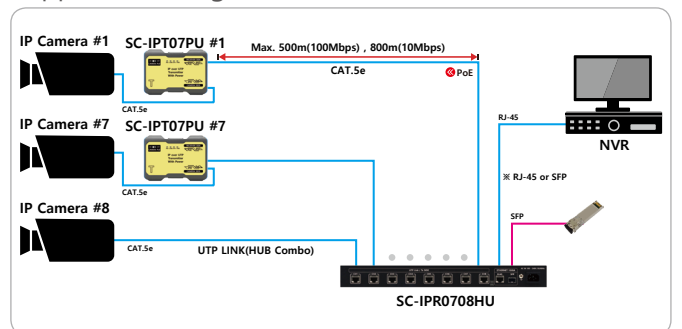 IP Camera #1
SC-IPT07PU #1
Max. 500m(100Mbps) , 800m(10Mbps)
CAT.5e
PoE
CAT.5e
RJ-45
NVR
IP Camera #7
SC-IPT07PU #7
※ RJ-45 or SFP
CAT.5e
IP Camera #8
SFP
CAT.5e
UTP LINK(HUB Combo)
SC-IPR0708HU